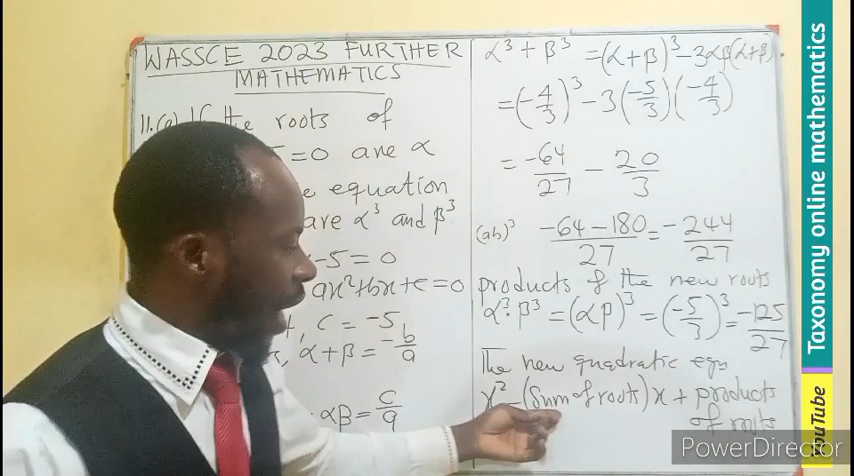 WASSCE 2023 FURTHER
MATHEMATICS
11.(a) If the roots of
=0 are α
equation
are α³ and β³.
-5=0
ax²+bx+c=0
, c = -5
, α+β = -b/a
αβ = c/a
α³ + β³ = (α+β)³ - 3αβ(α+β)
= (-4/3)³ - 3(-5/3)(-4/3)
= -64/27 - 20/3
(ab)³ -64-180/27 = -244/27
products of the new roots
α³·β³ = (αβ)³ = (-5/3)³ = -125/27
The new quadratic eqn
x² - (sum of roots)x + products
of roots
Taxonomy online mathematics
YouTube
PowerDirector